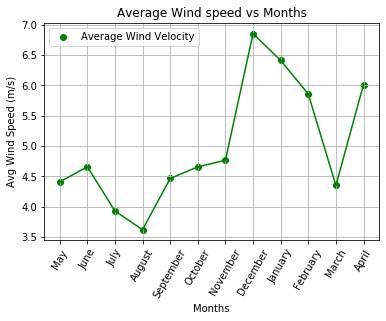 Average Wind speed vs Months
Average Wind Velocity
Avg Wind Speed (m/s)
7.0
6.5
6.0
5.5
5.0
4.5
4.0
3.5
May
June
July
August
September
October
November
December
January
February
March
April
Months